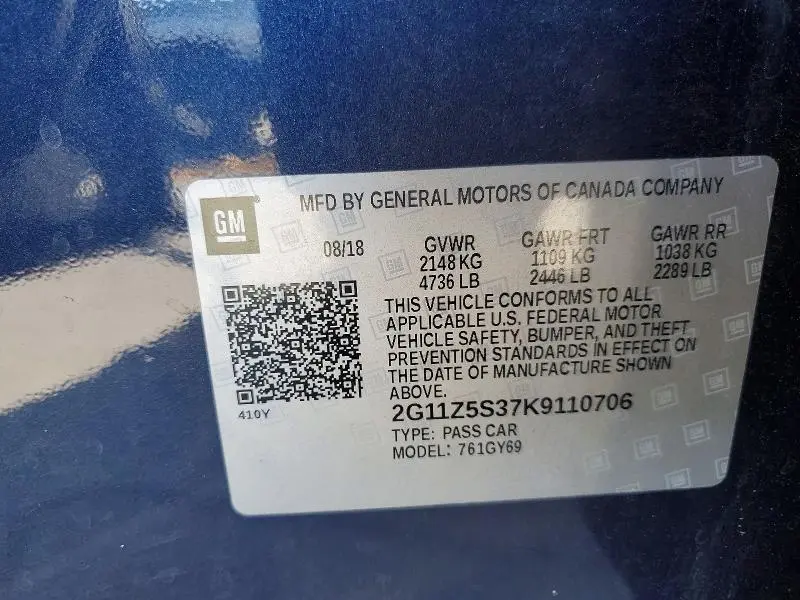 GM
MFD BY GENERAL MOTORS OF CANADA COMPANY
08/18
GVWR GAWR FRT GAWR RR
2148 KG 1109 KG 1038 KG
4736 LB 2446 LB 2289 LB
THIS VEHICLE CONFORMS TO ALL
APPLICABLE U.S. FEDERAL MOTOR
VEHICLE SAFETY, BUMPER, AND THEFT
PREVENTION STANDARDS IN EFFECT ON
THE DATE OF MANUFACTURE SHOWN
ABOVE.
410Y
2G11Z5S37K9110706
TYPE: PASS CAR
MODEL: 761GY69